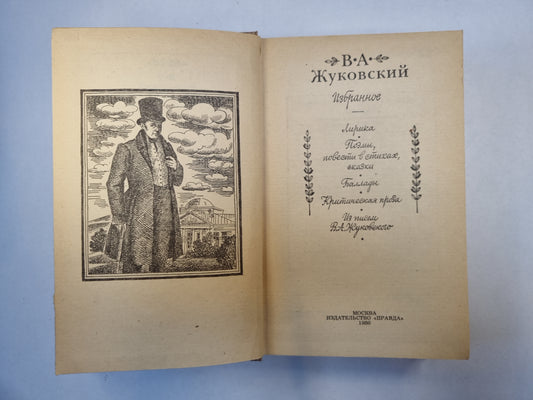 В·А
Жуковский
Избранное
Лирика
Поэмы,
повести в стихах,
сказки
Баллады
Критическая проза
Из писем
В.А.Жуковского
МОСКВА
ИЗДАТЕЛЬСТВО «ПРАВДА»
1986